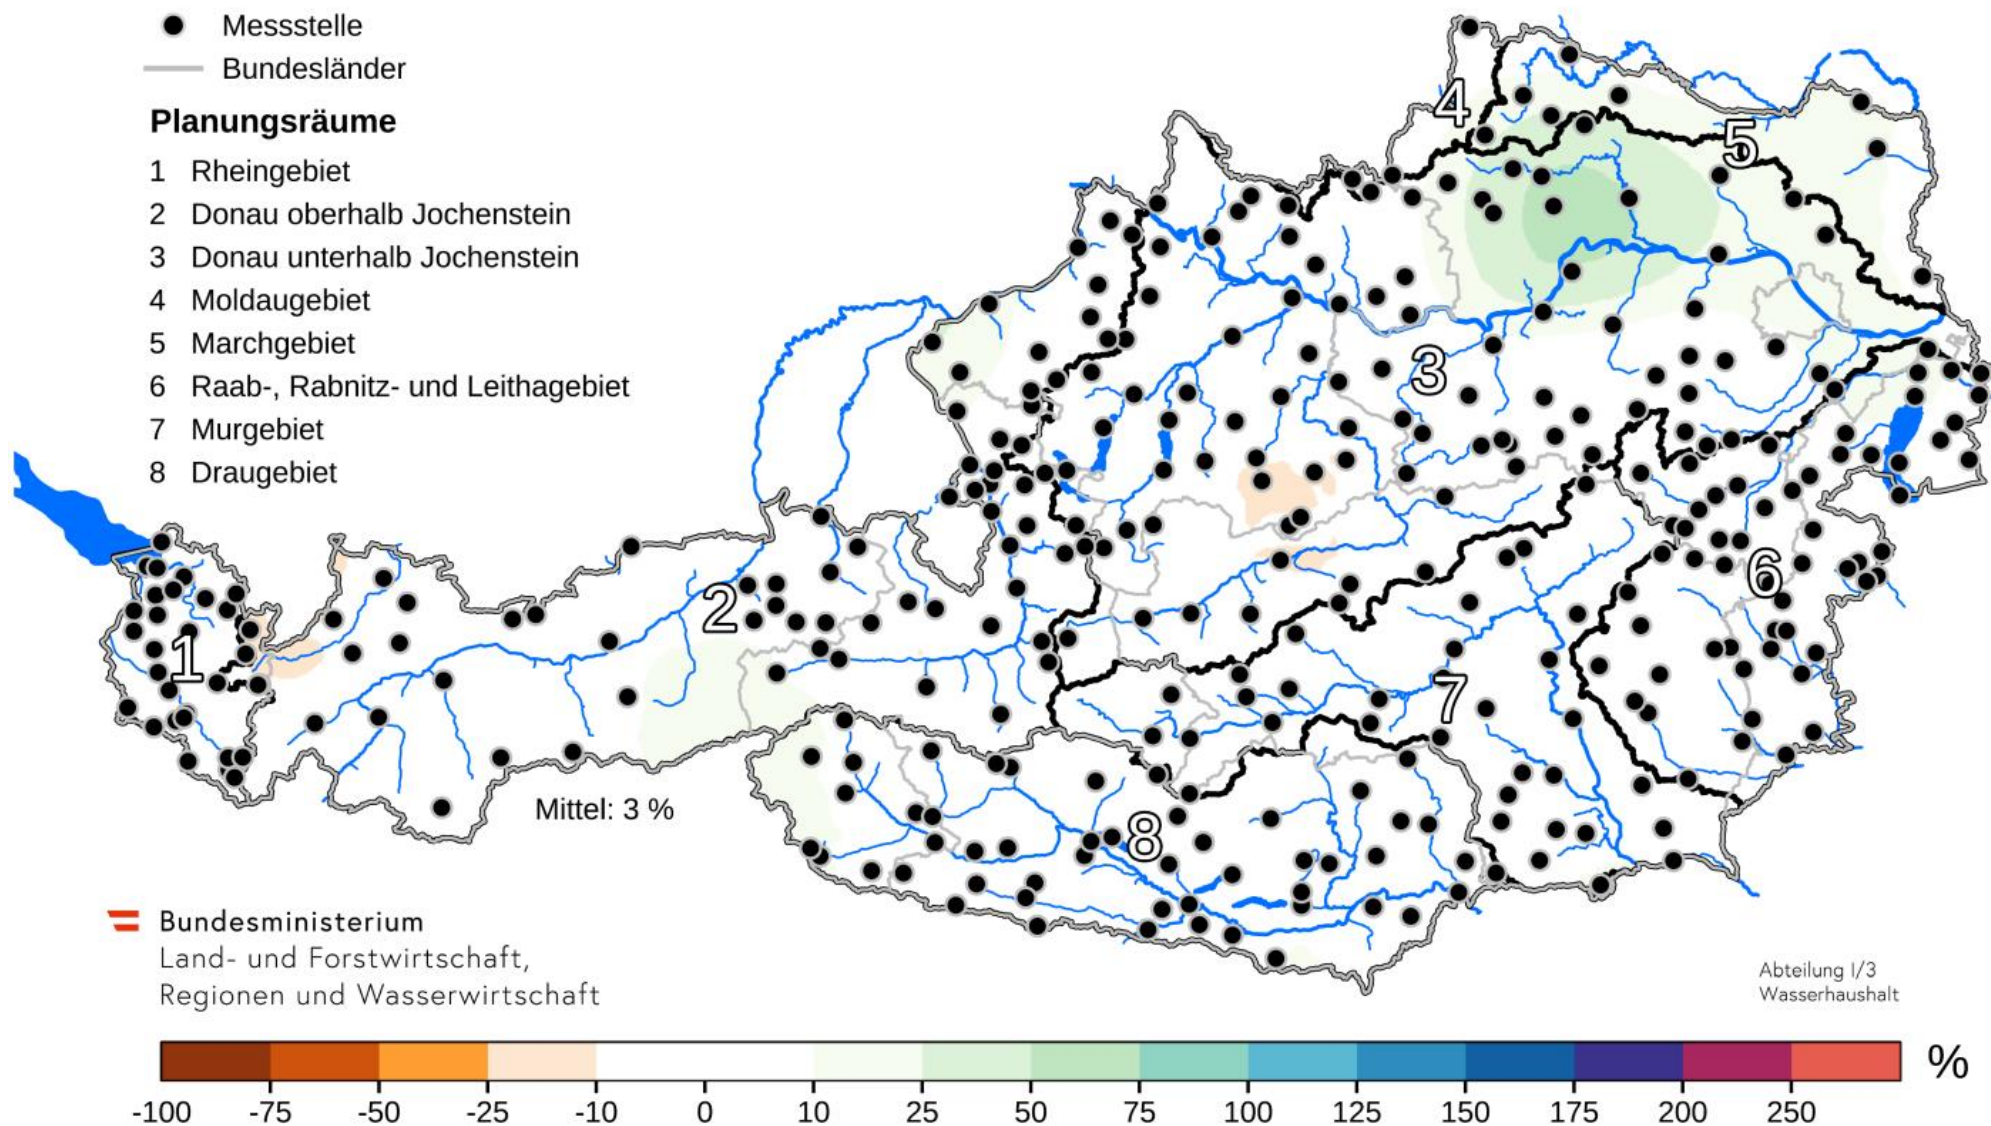 Messstelle
Bundesländer
Planungsräume
1 Rheingebiet
2 Donau oberhalb Jochenstein
3 Donau unterhalb Jochenstein
4 Moldaugebiet
5 Marchgebiet
6 Raab-, Rabnitz- und Leithagebiet
7 Murgebiet
8 Draugebiet
4
5
3
2
6
1
7
8
Mittel: 3 %
Bundesministerium
Land- und Forstwirtschaft,
Regionen und Wasserwirtschaft
Abteilung I/3
Wasserhaushalt
%
-100 -75 -50 -25 -10 0 10 25 50 75 100 125 150 175 200 250